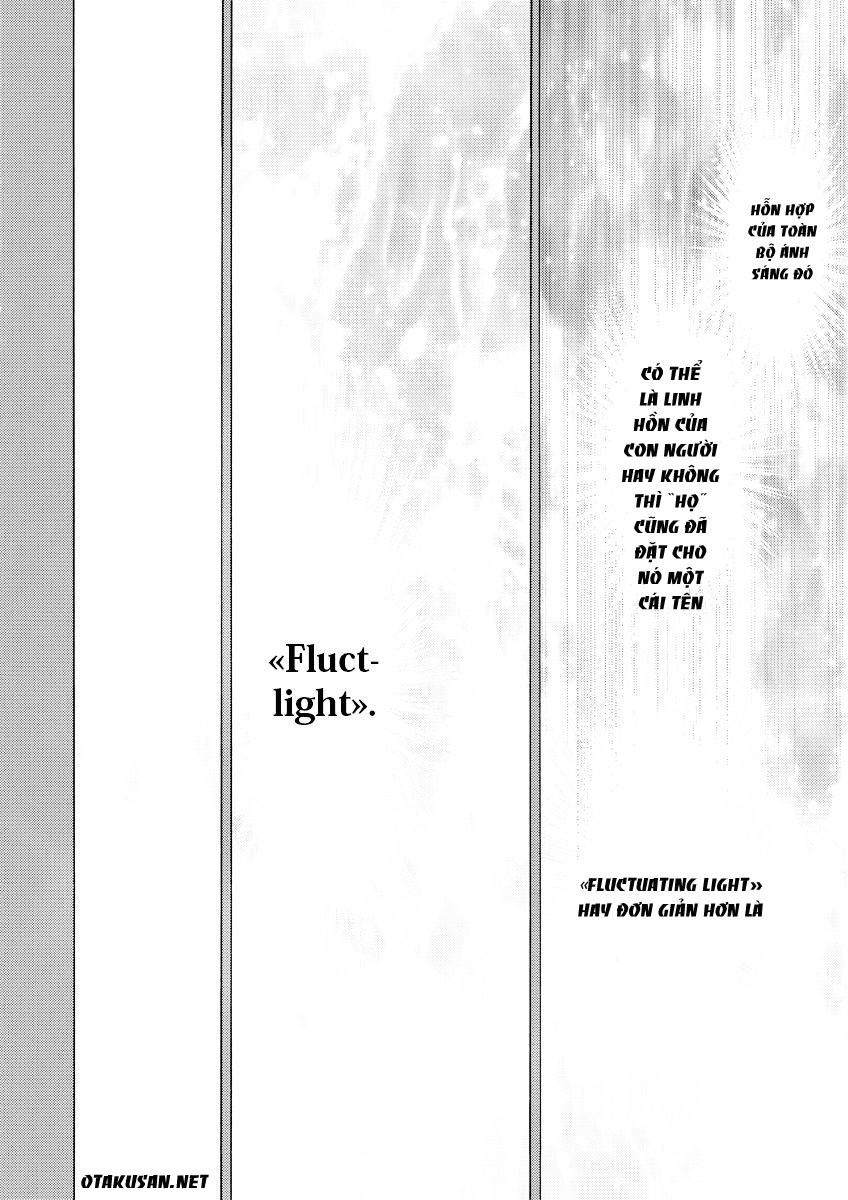 HỖN HỢP
CỦA TOÀN
BỘ ÁNH
SÁNG ĐÓ
CÓ THỂ
LÀ LINH
HỒN CỦA
CON NGƯỜI
HAY KHÔNG
THÌ "HỌ"
CŨNG ĐÃ
ĐẶT CHO
NÓ MỘT
CÁI TÊN
«FLUCTUATING LIGHT»
HAY ĐƠN GIẢN HƠN LÀ
«Fluct-
light».
OTAKUSAN.NET